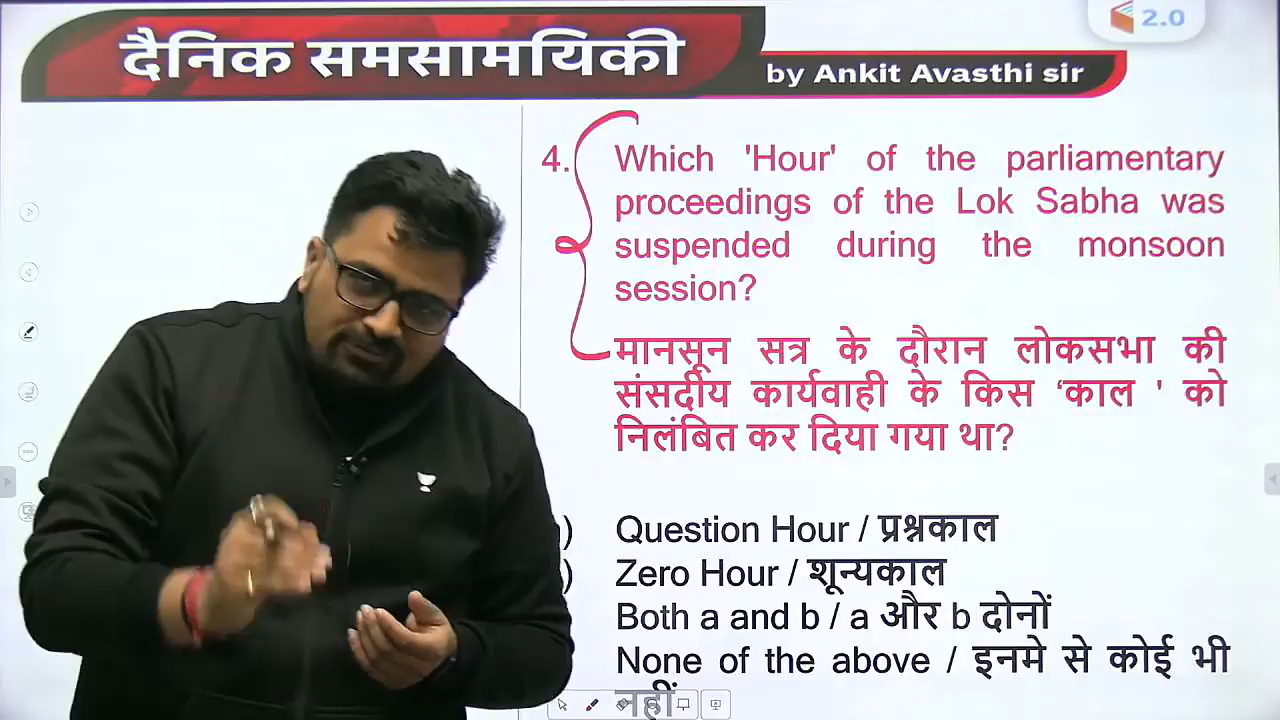 दैनिक समसामयिकी
by Ankit Avasthi sir
2.0
4. Which 'Hour' of the parliamentary
proceedings of the Lok Sabha was
suspended during the monsoon
session?
मानसून सत्र के दौरान लोकसभा की
संसदीय कार्यवाही के किस ‘काल ' को
निलंबित कर दिया गया था?
) Question Hour / प्रश्नकाल
) Zero Hour / शून्यकाल
Both a and b / a और b दोनों
None of the above / इनमे से कोई भी
नहीं